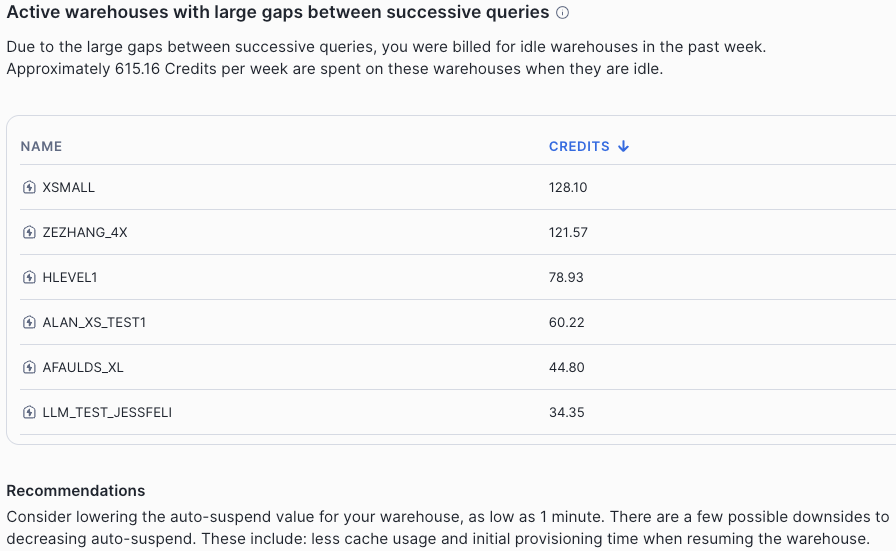 Active warehouses with large gaps between successive queries
Due to the large gaps between successive queries, you were billed for idle warehouses in the past week.
Approximately 615.16 Credits per week are spent on these warehouses when they are idle.
NAME CREDITS ↓
XSMALL 128.10
ZEZHANG_4X 121.57
HLEVEL1 78.93
ALAN_XS_TEST1 60.22
AFAULDS_XL 44.80
LLM_TEST_JESSFELI 34.35
Recommendations
Consider lowering the auto-suspend value for your warehouse, as low as 1 minute. There are a few possible downsides to
decreasing auto-suspend. These include: less cache usage and initial provisioning time when resuming the warehouse.